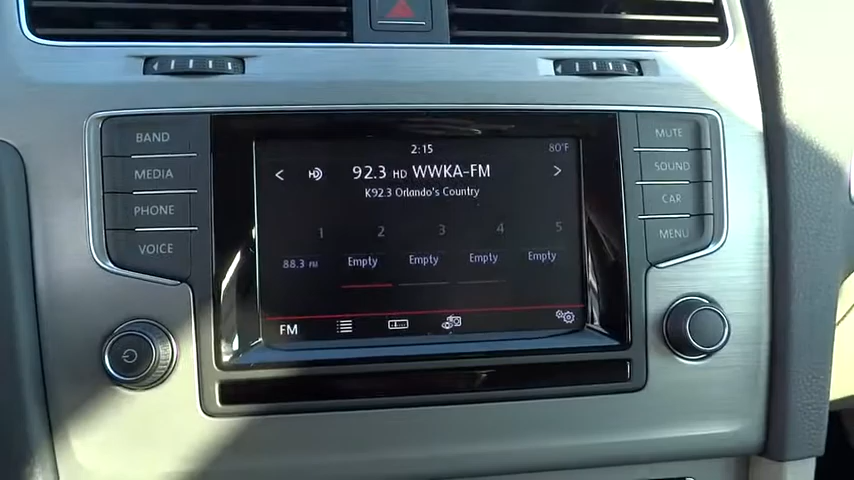 BAND
MEDIA
PHONE
VOICE
2:15
80°F
< 92.3 HD WWKA-FM >
K92.3 Orlando's Country
1 2 3 4 5
88.3 FM Empty Empty Empty Empty
FM
MUTE
SOUND
CAR
MENU